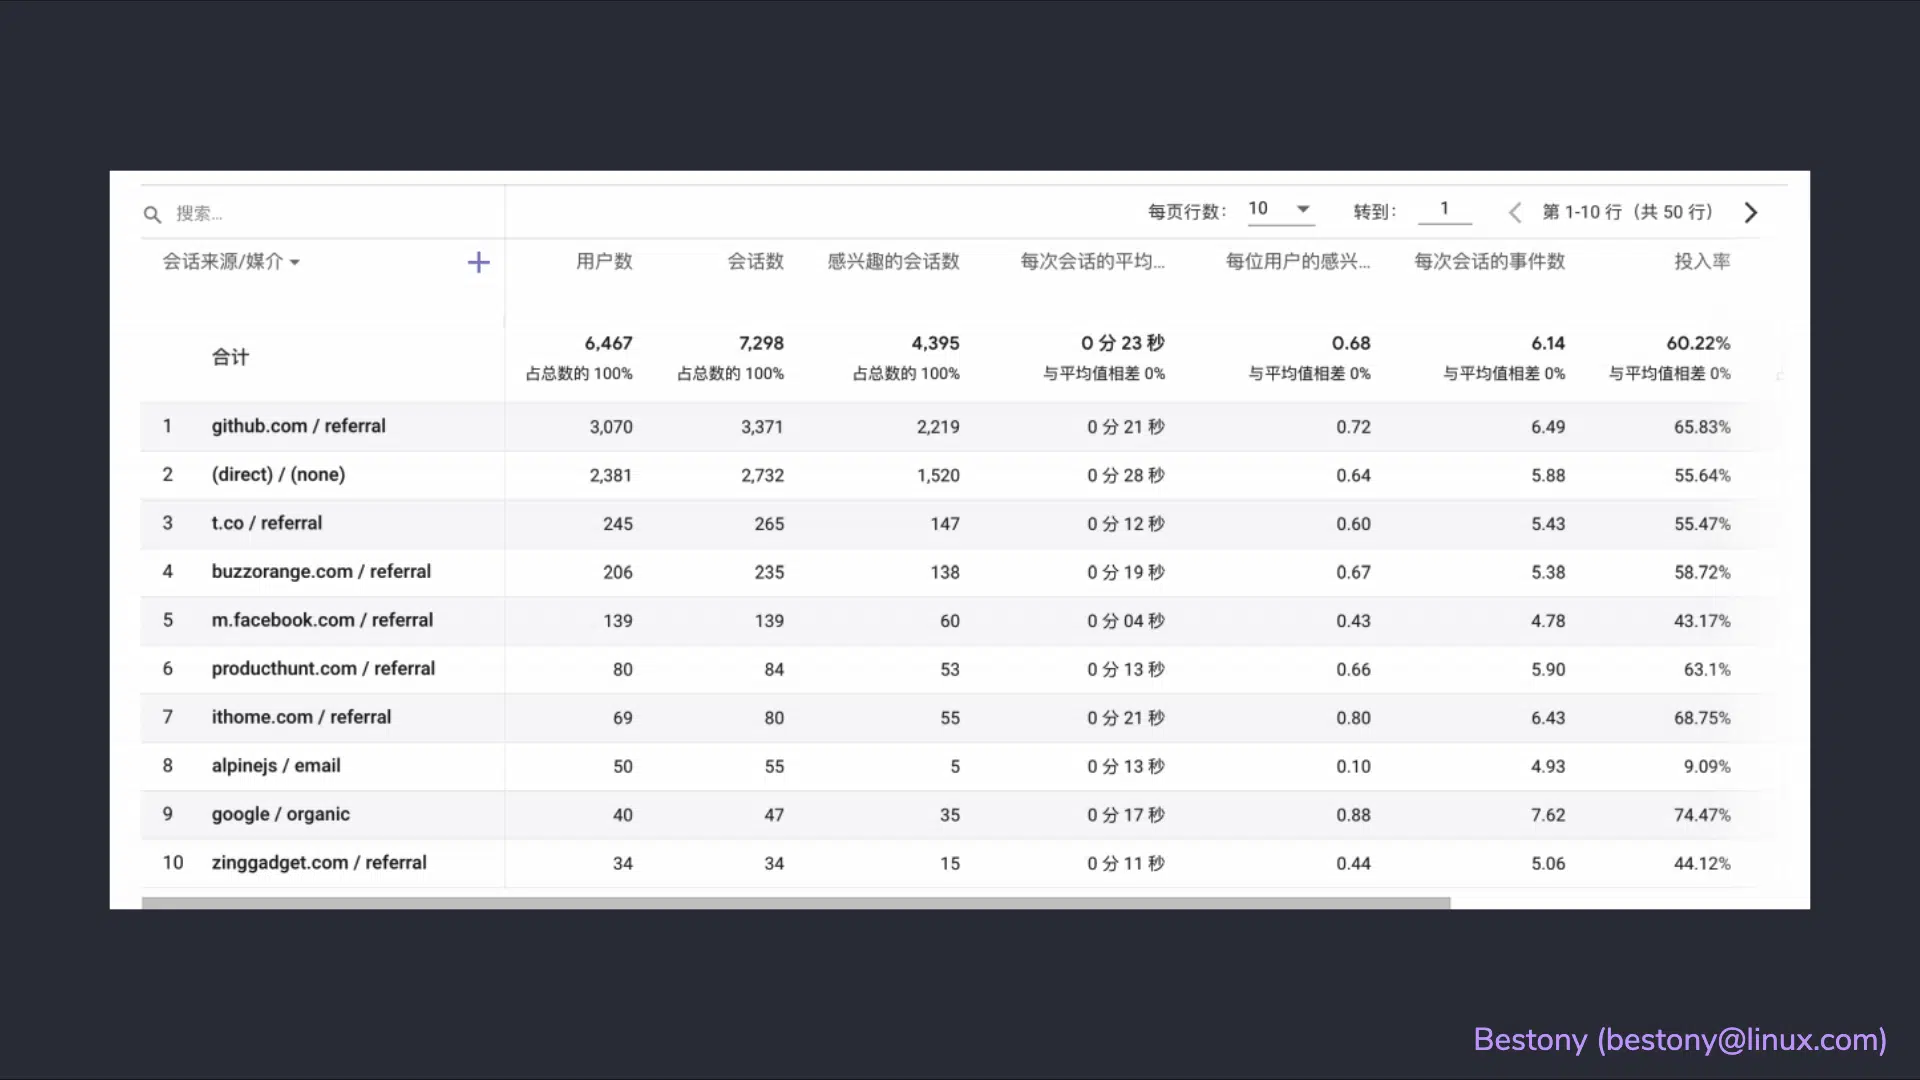 搜索...
每页行数： 10 转到： 1 第 1-10 行（共 50 行）
会话来源/媒介 用户数 会话数 感兴趣的会话数 每次会话的平均... 每位用户的感兴... 每次会话的事件数 投入率
合计 6,467 7,298 4,395 0 分 23 秒 0.68 6.14 60.22%
占总数的 100% 占总数的 100% 占总数的 100% 与平均值相差 0% 与平均值相差 0% 与平均值相差 0% 与平均值相差 0%
1 github.com / referral 3,070 3,371 2,219 0 分 21 秒 0.72 6.49 65.83%
2 (direct) / (none) 2,381 2,732 1,520 0 分 28 秒 0.64 5.88 55.64%
3 t.co / referral 245 265 147 0 分 12 秒 0.60 5.43 55.47%
4 buzzorange.com / referral 206 235 138 0 分 19 秒 0.67 5.38 58.72%
5 m.facebook.com / referral 139 139 60 0 分 04 秒 0.43 4.78 43.17%
6 producthunt.com / referral 80 84 53 0 分 13 秒 0.66 5.90 63.1%
7 ithome.com / referral 69 80 55 0 分 21 秒 0.80 6.43 68.75%
8 alpinejs / email 50 55 5 0 分 13 秒 0.10 4.93 9.09%
9 google / organic 40 47 35 0 分 17 秒 0.88 7.62 74.47%
10 zinggadget.com / referral 34 34 15 0 分 11 秒 0.44 5.06 44.12%
Bestony (bestony@linux.com)